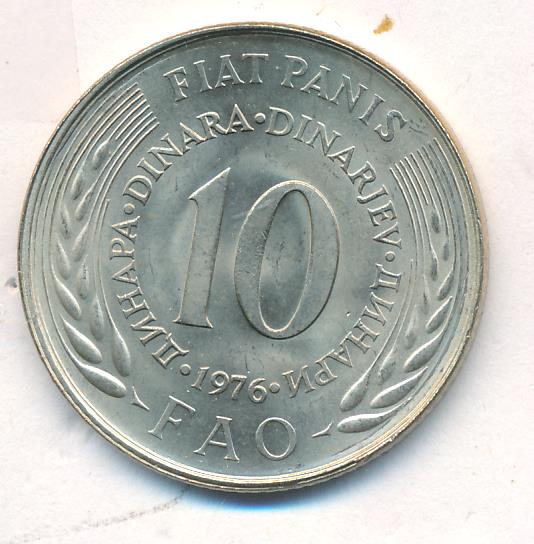 FIAT PANIS
ДИНАРА•DINARA•DINARJEV•ДИНАРИ
10
•1976•
FAO